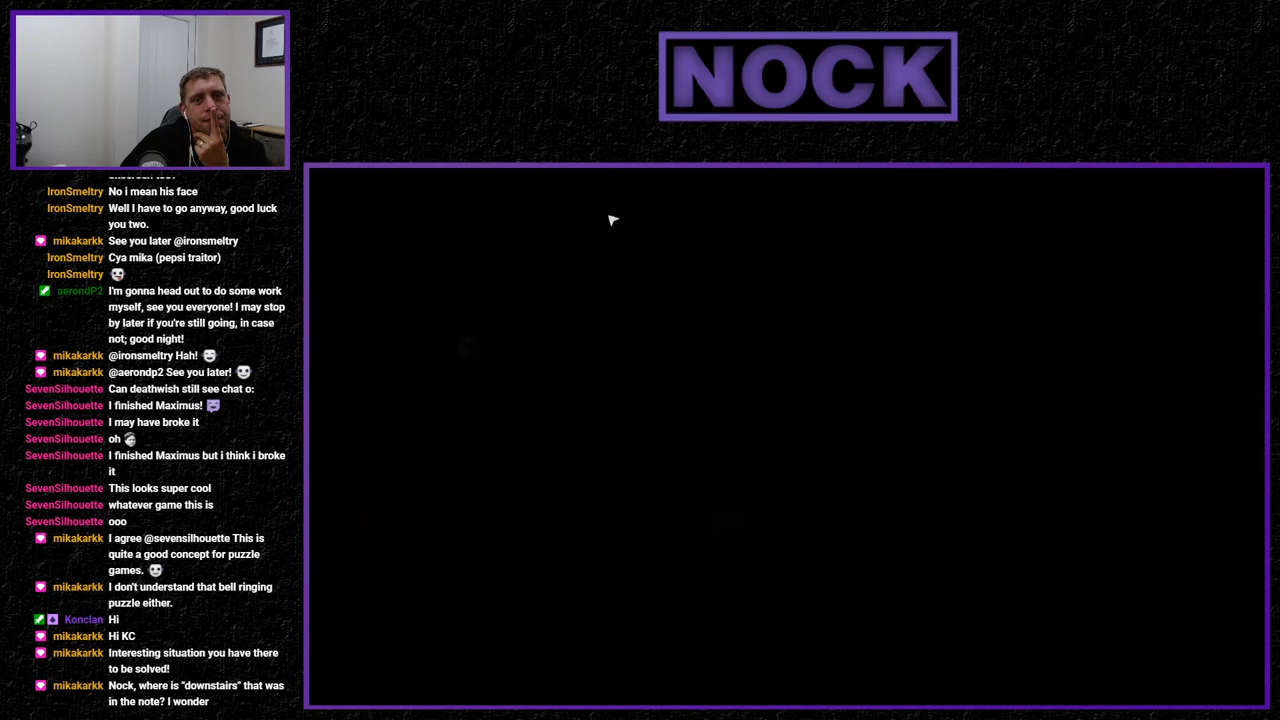 NOCK
IronSmeltry No i mean his face
IronSmeltry Well I have to go anyway, good luck
you two.
mikakarkk See you later @ironsmeltry
IronSmeltry Cya mika (pepsi traitor)
IronSmeltry
aerondP2 I'm gonna head out to do some work
myself, see you everyone! I may stop
by later if you're still going, in case
not; good night!
mikakarkk @ironsmeltry Hah!
mikakarkk @aerondp2 See you later!
SevenSilhouette Can deathwish still see chat o:
SevenSilhouette I finished Maximus!
SevenSilhouette I may have broke it
SevenSilhouette oh
SevenSilhouette I finished Maximus but i think i broke
it
SevenSilhouette This looks super cool
SevenSilhouette whatever game this is
SevenSilhouette ooo
mikakarkk I agree @sevensilhouette This is
quite a good concept for puzzle
games.
mikakarkk I don't understand that bell ringing
puzzle either.
Konclan Hi
mikakarkk Hi KC
mikakarkk Interesting situation you have there
to be solved!
mikakarkk Nock, where is "downstairs" that was
in the note? I wonder